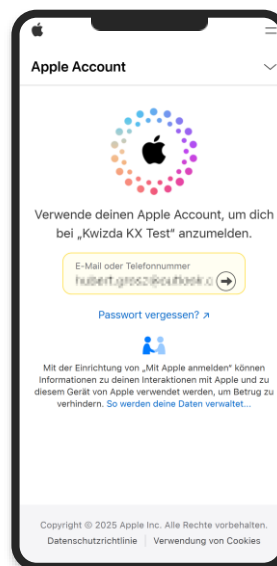 Apple Account
Verwende deinen Apple Account, um dich
bei „Kwizda KX Test" anzumelden.
E-Mail oder Telefonnummer
Passwort vergessen? ↗
Mit der Einrichtung von „Mit Apple anmelden" können
Informationen zu deinen Interaktionen mit Apple und zu
diesem Gerät von Apple verwendet werden, um Betrug zu
verhindern. So werden deine Daten verwaltet...
Copyright © 2025 Apple Inc. Alle Rechte vorbehalten.
Datenschutzrichtlinie | Verwendung von Cookies